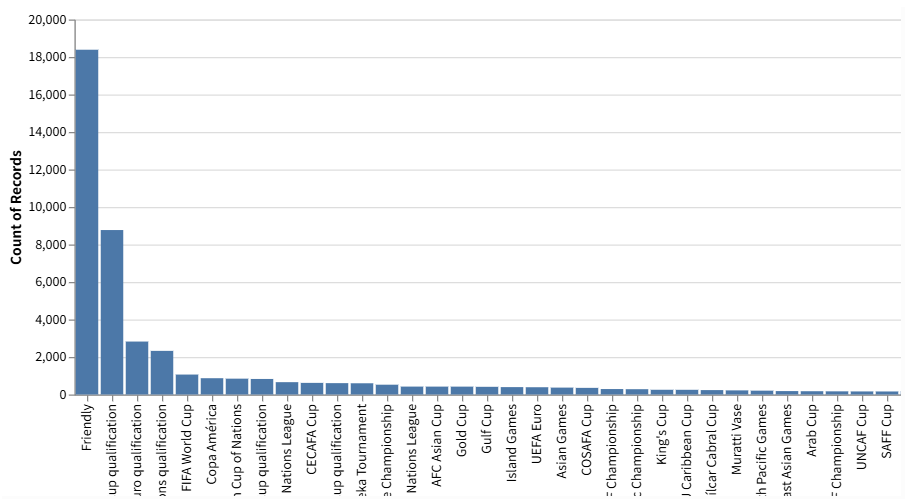 20,000
18,000
16,000
14,000
12,000
10,000
8,000
6,000
4,000
2,000
0
Count of Records
Friendly
up qualification
uro qualification
ons qualification
FIFA World Cup
Copa América
n Cup of Nations
up qualification
Nations League
CECAFA Cup
up qualification
eka Tournament
e Championship
Nations League
AFC Asian Cup
Gold Cup
Gulf Cup
Island Games
UEFA Euro
Asian Games
COSAFA Cup
F Championship
C Championship
King's Cup
U Caribbean Cup
ílcar Cabral Cup
Muratti Vase
th Pacific Games
ast Asian Games
Arab Cup
F Championship
UNCAF Cup
SAFF Cup